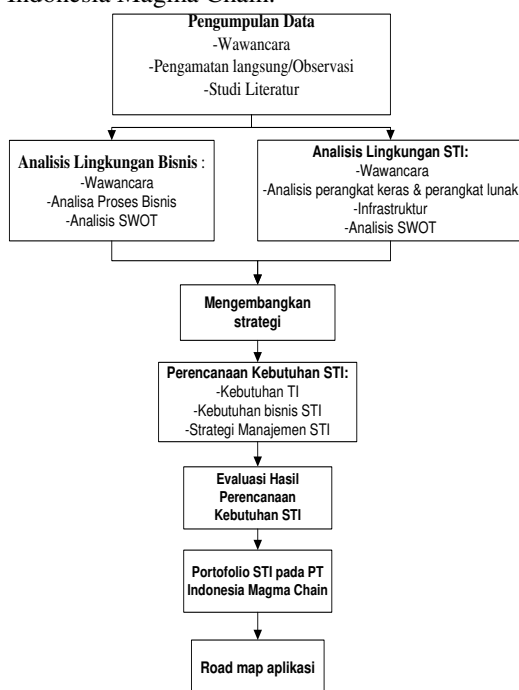 Indonesia Magma Chain.
Pengumpulan Data
-Wawancara
-Pengamatan langsung/Observasi
-Studi Literatur
Analisis Lingkungan Bisnis :
-Wawancara
-Analisa Proses Bisnis
-Analisis SWOT
Analisis Lingkungan STI:
-Wawancara
-Analisis perangkat keras & perangkat lunak
-Infrastruktur
-Analisis SWOT
Mengembangkan
strategi
Perencanaan Kebutuhan STI:
-Kebutuhan TI
-Kebutuhan bisnis STI
-Strategi Manajemen STI
Evaluasi Hasil
Perencanaan
Kebutuhan STI
Portofolio STI pada PT
Indonesia Magma Chain
Road map aplikasi